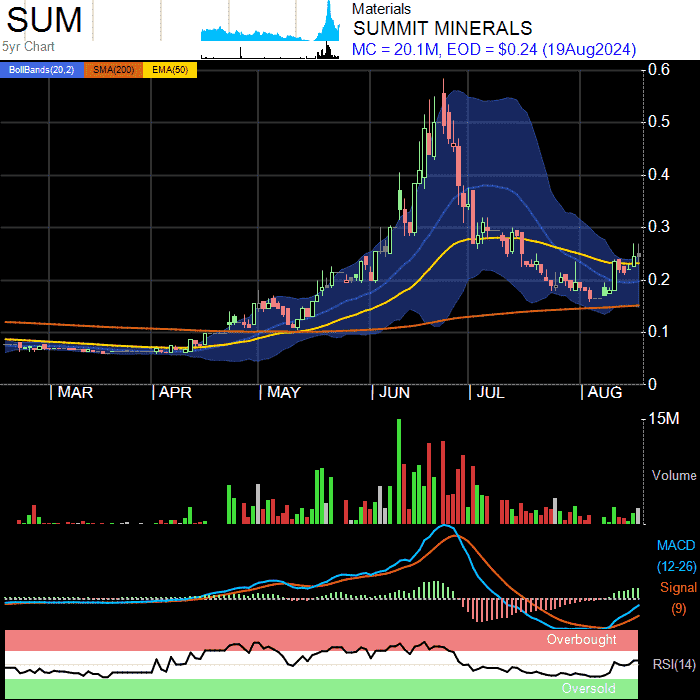 SUM
5yr Chart
Materials
SUMMIT MINERALS
MC = 20.1M, EOD = $0.24 (19Aug2024)
BollBands(20,2) SMA(200) EMA(50)
0.6
0.5
0.4
0.3
0.2
0.1
0
MAR APR MAY JUN JUL AUG
15M
Volume
MACD
(12-26)
Signal
(9)
Overbought
RSI(14)
Oversold